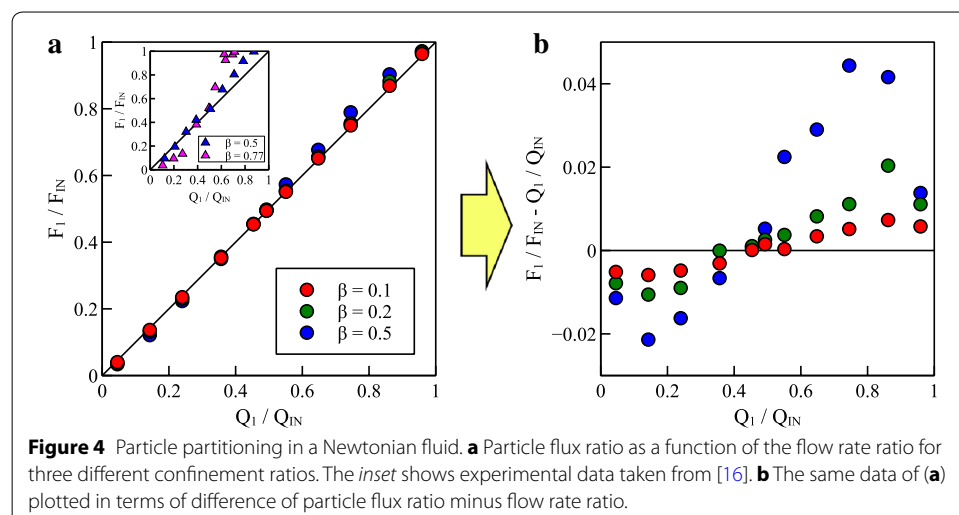 a
b
1
0.8
0.6
0.4
0.2
0
F1 / FIN
0 0.2 0.4 0.6 0.8 1
Q1 / QIN
1
0.8
0.6
0.4
0.2
0
F1 / FIN
0 0.2 0.4 0.6 0.8 1
Q1 / QIN
β = 0.5
β = 0.77
β = 0.1
β = 0.2
β = 0.5
0.04
0.02
0
−0.02
F1 / FIN - Q1 / QIN
0 0.2 0.4 0.6 0.8 1
Q1 / QIN
Figure 4 Particle partitioning in a Newtonian fluid. a Particle flux ratio as a function of the flow rate ratio for
three different confinement ratios. The inset shows experimental data taken from [16]. b The same data of (a)
plotted in terms of difference of particle flux ratio minus flow rate ratio.